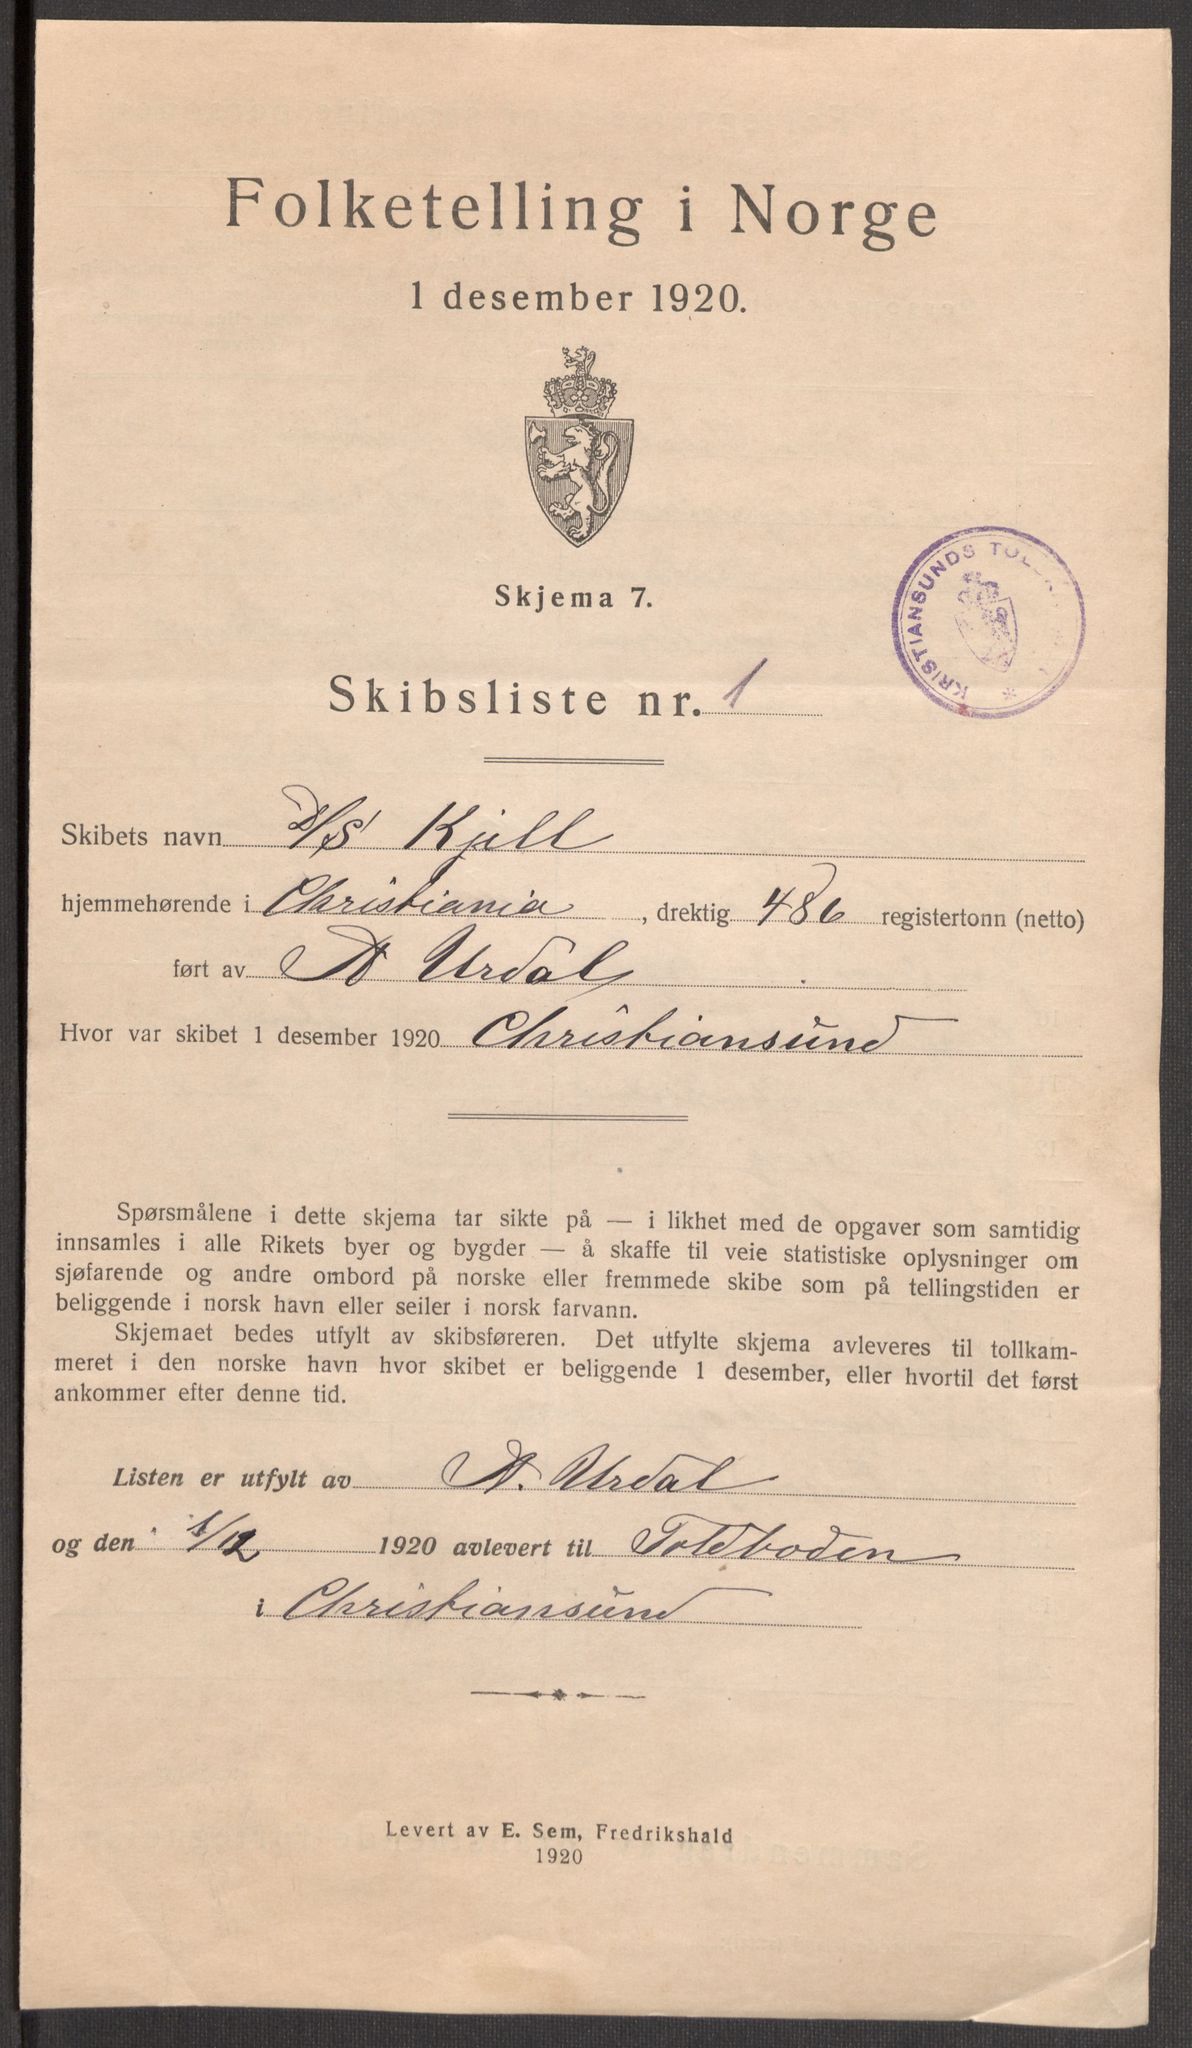 Folketelling i Norge
1 desember 1920.
Skjema 7.
KRISTIANSUNDS
Skibsliste nr. 1
Skibets navn D/S Kjell
hjemmehørende i Christiania, drektig 486 registertonn (netto)
ført av A Urdal
Hvor var skibet 1 desember 1920 Christiansund
Spørsmålene i dette skjema tar sikte på — i likhet med de opgaver som samtidig
innsamles i alle Rikets byer og bygder — å skaffe til veie statistiske oplysninger om
sjøfarende og andre ombord på norske eller fremmede skibe som på tellingstiden er
beliggende i norsk havn eller seiler i norsk farvann.
Skjemaet bedes utfylt av skibsføreren. Det utfylte skjema avleveres til tollkam-
meret i den norske havn hvor skibet er beliggende 1 desember, eller hvortil det først
ankommer efter denne tid.
Listen er utfylt av A. Urdal
og den 1/12 1920 avlevert til Toldboden
i Christiansund
Levert av E. Sem, Fredrikshald
1920